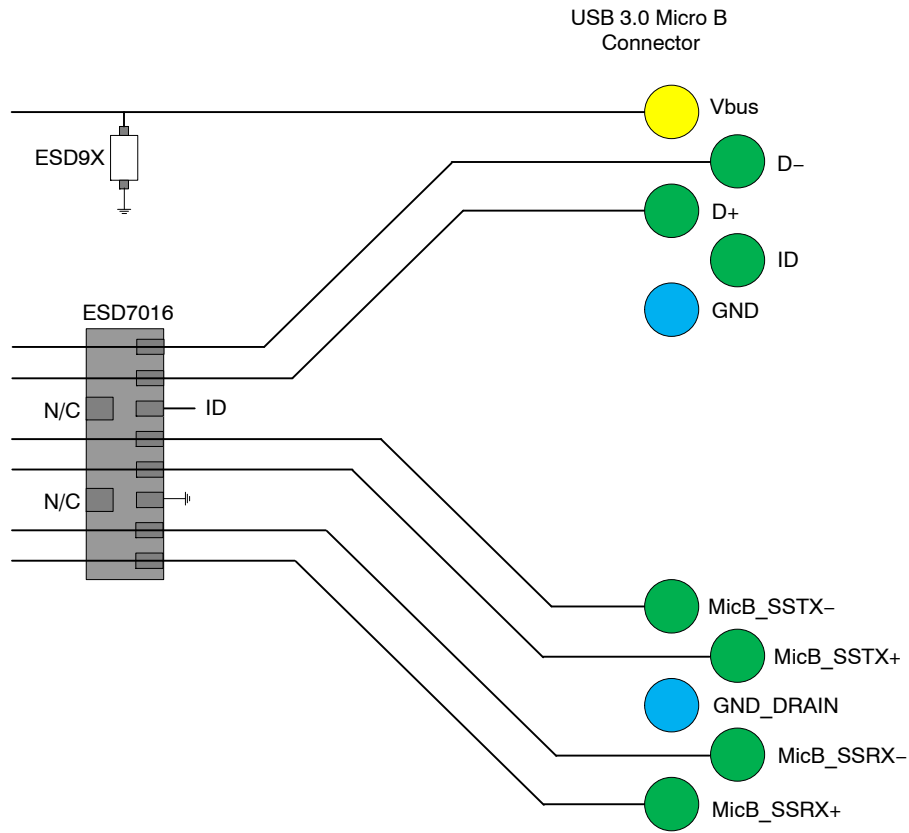 USB 3.0 Micro B
Connector
Vbus
ESD9X
D−
D+
ID
GND
ESD7016
N/C
ID
N/C
MicB_SSTX−
MicB_SSTX+
GND_DRAIN
MicB_SSRX−
MicB_SSRX+